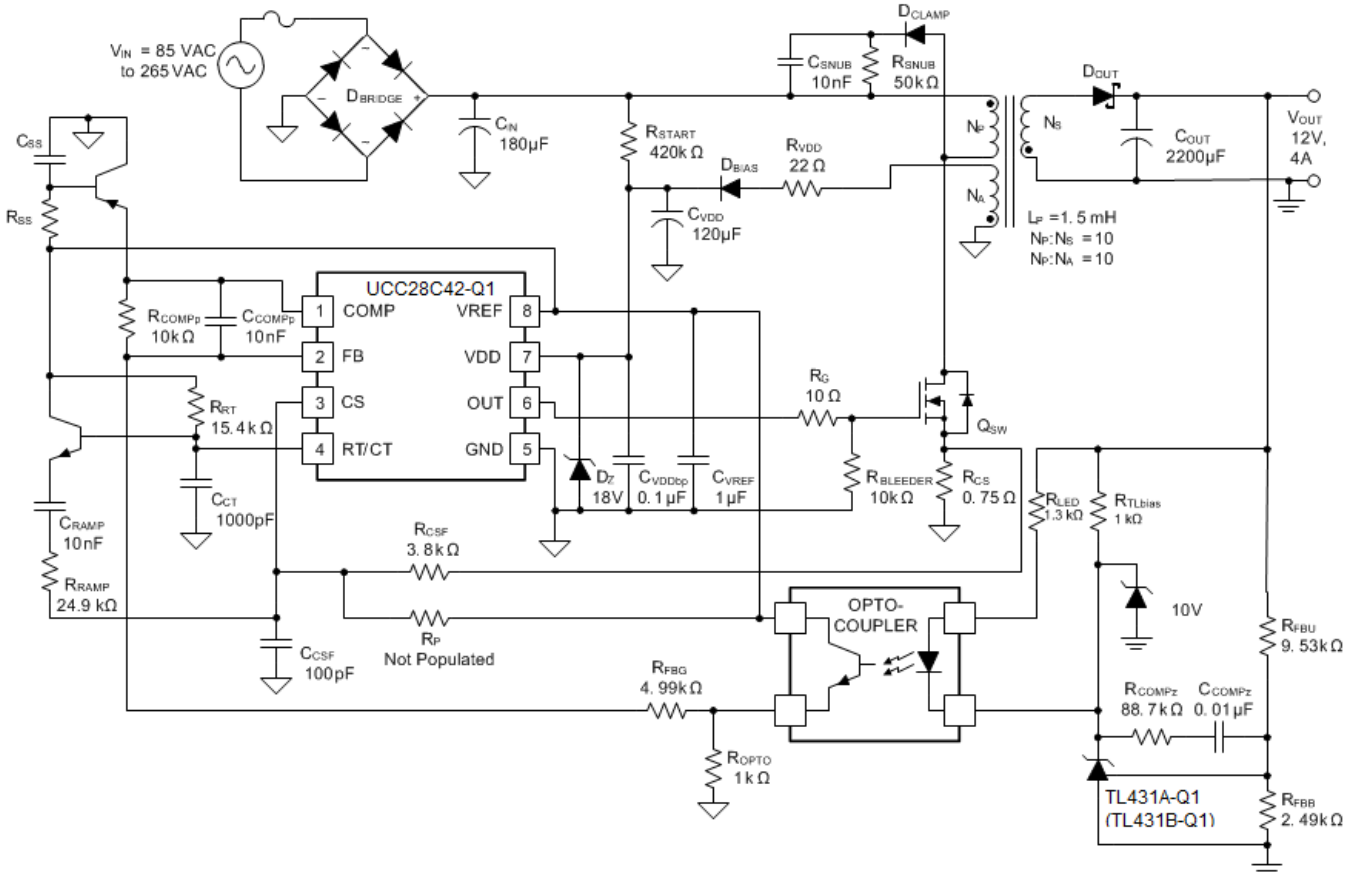 VIN = 85 VAC
to 265 VAC
DBRIDGE
−
−
−
+
CIN
180µF
CSNUB
10nF
RSNUB
50kΩ
DCLAMP
NP
NS
NA
DOUT
COUT
2200µF
VOUT
12V,
4A
LP = 1.5 mH
NP:NS = 10
NP:NA = 10
RSTART
420kΩ
DBIAS
RVDD
22Ω
CVDD
120µF
CSS
RSS
RCOMPp
10kΩ
CCOMPp
10nF
UCC28C42-Q1
1 COMP VREF 8
2 FB VDD 7
3 CS OUT 6
4 RT/CT GND 5
RRT
15.4kΩ
CCT
1000pF
CRAMP
10nF
RRAMP
24.9 kΩ
RCSF
3.8kΩ
RP
Not Populated
CCSF
100pF
DZ
18V
CVDDbp
0.1µF
CVREF
1µF
RG
10Ω
RBLEEDER
10kΩ
QSW
RCS
0.75Ω
RLED
1.3 kΩ
RTLbias
1 kΩ
10V
OPTO-
COUPLER
RFBG
4.99kΩ
ROPTO
1kΩ
RFBU
9.53kΩ
RCOMPz
88.7kΩ
CCOMPz
0.01µF
TL431A-Q1
(TL431B-Q1)
RFBB
2.49kΩ